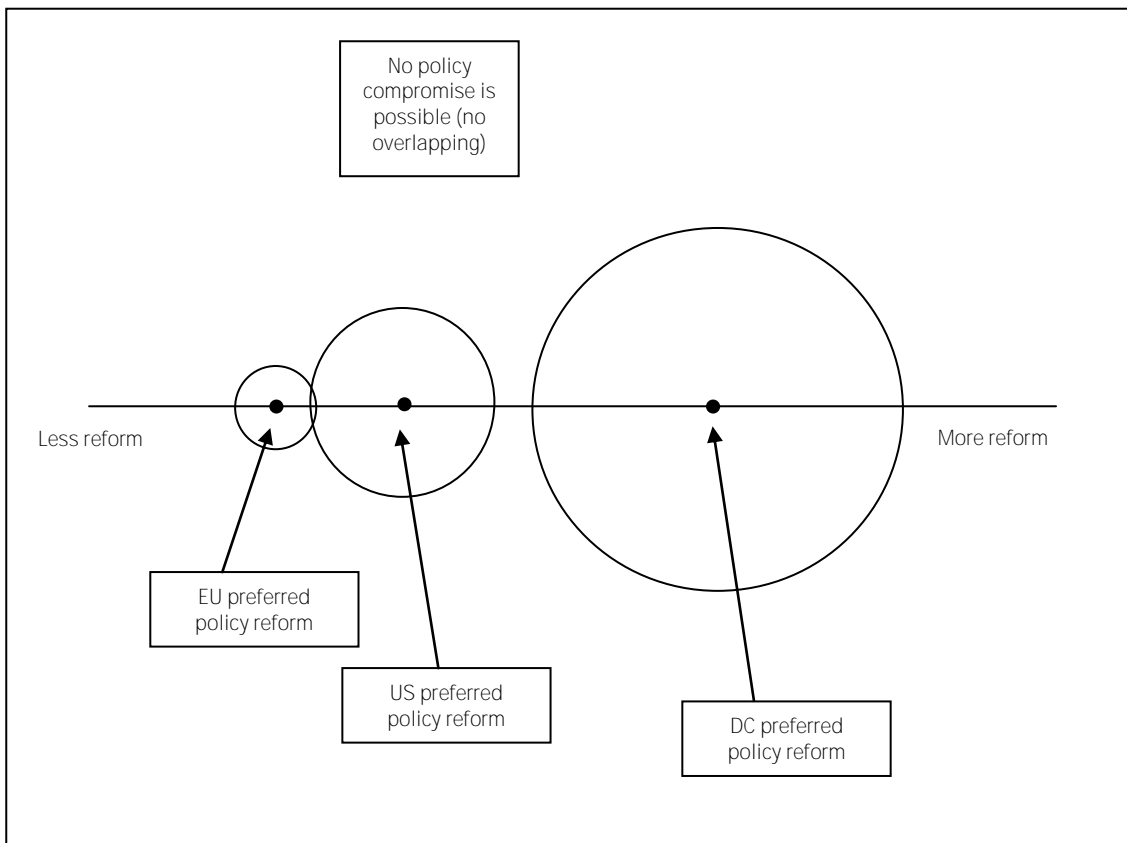 No policy
compromise is
possible (no
overlapping)
Less reform
More reform
EU preferred
policy reform
US preferred
policy reform
DC preferred
policy reform